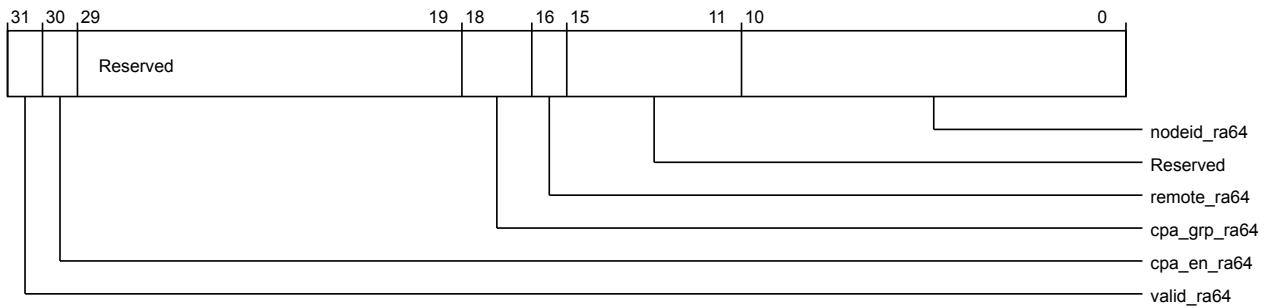 31 30 29 19 18 16 15 11 10 0
Reserved
nodeid_ra64
Reserved
remote_ra64
cpa_grp_ra64
cpa_en_ra64
valid_ra64